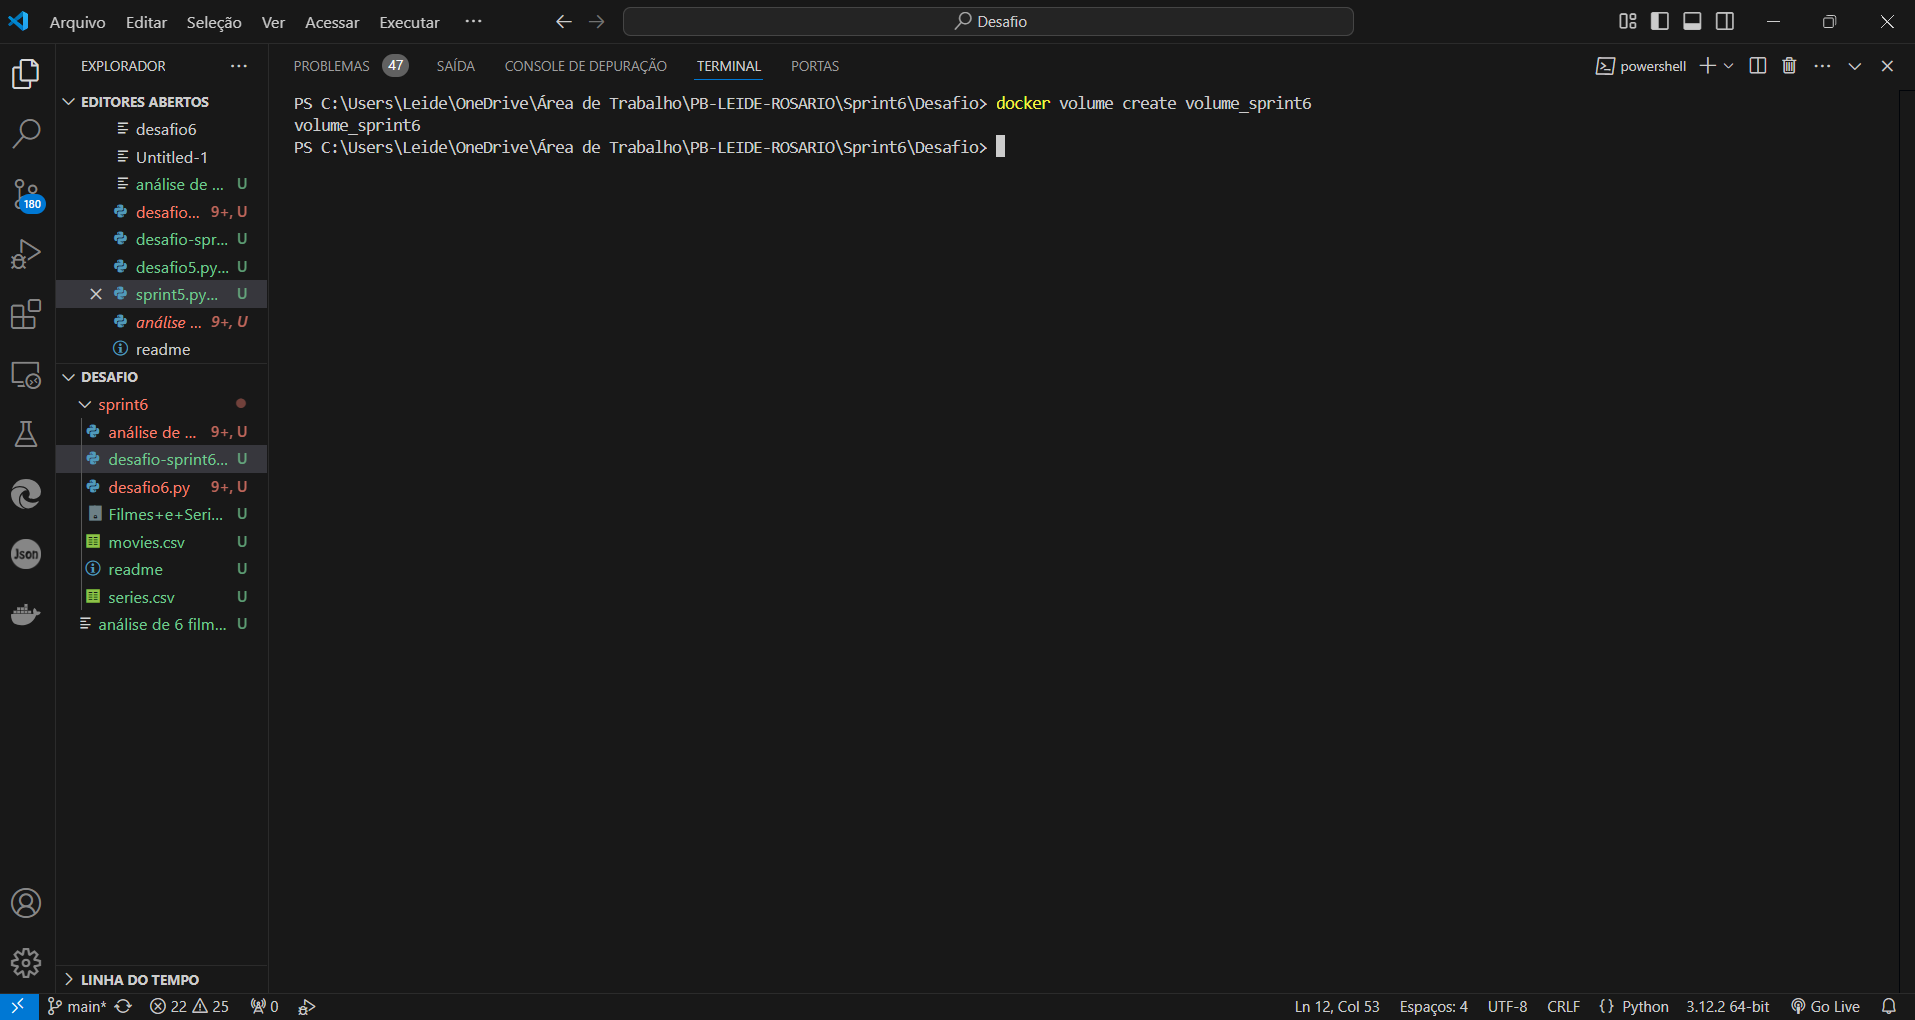 Arquivo Editar Seleção Ver Acessar Executar ···
Desafio
EXPLORADOR
PROBLEMAS 47 SAÍDA CONSOLE DE DEPURAÇÃO TERMINAL PORTAS
powershell
EDITORES ABERTOS
desafio6
Untitled-1
análise de ... U
desafio... 9+, U
desafio-spr... U
desafio5.py... U
sprint5.py... U
análise ... 9+, U
readme
DESAFIO
sprint6
análise de ... 9+, U
desafio-sprint6... U
desafio6.py 9+, U
Filmes+e+Seri... U
movies.csv U
readme U
series.csv U
análise de 6 film... U
180
Json
LINHA DO TEMPO
PS C:\Users\Leide\OneDrive\Área de Trabalho\PB-LEIDE-ROSARIO\Sprint6\Desafio> docker volume create volume_sprint6
volume_sprint6
PS C:\Users\Leide\OneDrive\Área de Trabalho\PB-LEIDE-ROSARIO\Sprint6\Desafio>
main* 22 25 0
Ln 12, Col 53 Espaços: 4 UTF-8 CRLF {} Python 3.12.2 64-bit Go Live